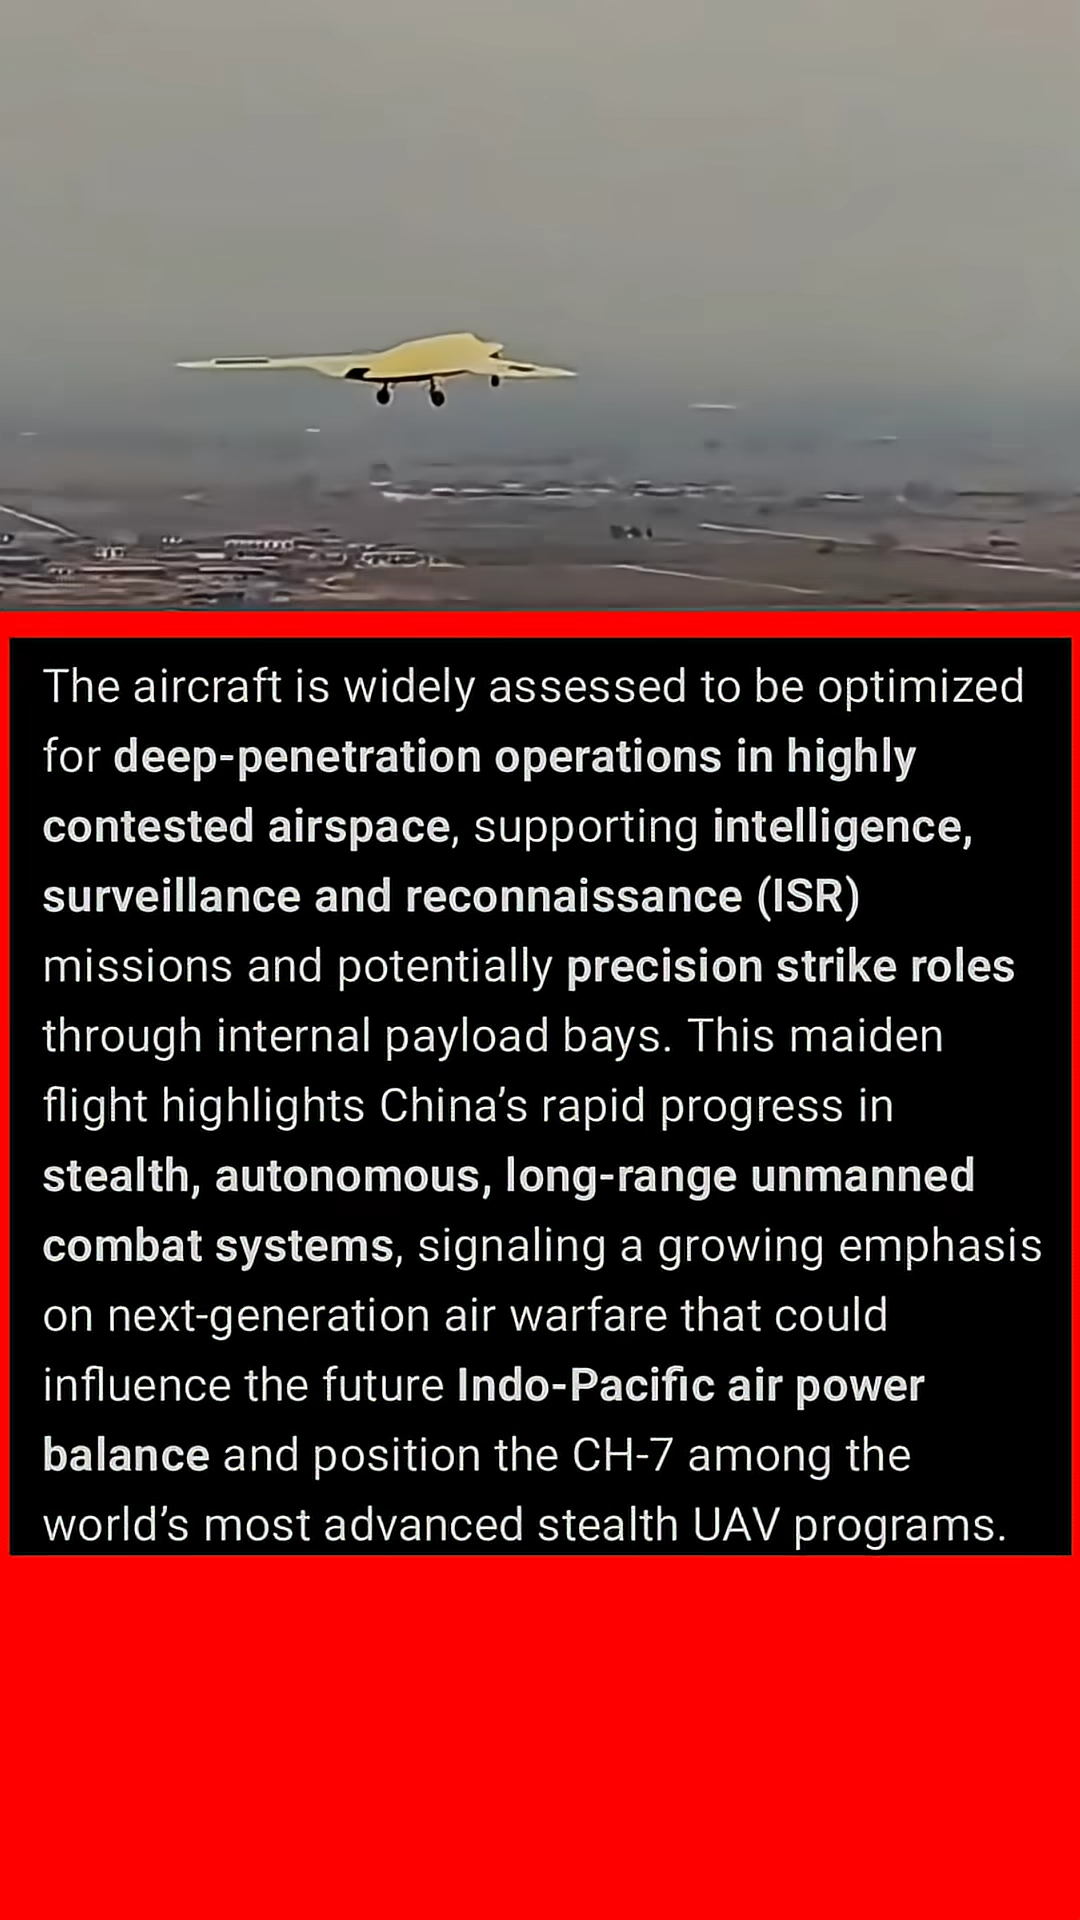 The aircraft is widely assessed to be optimized
for deep-penetration operations in highly
contested airspace, supporting intelligence,
surveillance and reconnaissance (ISR)
missions and potentially precision strike roles
through internal payload bays. This maiden
flight highlights China’s rapid progress in
stealth, autonomous, long-range unmanned
combat systems, signaling a growing emphasis
on next-generation air warfare that could
influence the future Indo-Pacific air power
balance and position the CH-7 among the
world’s most advanced stealth UAV programs.